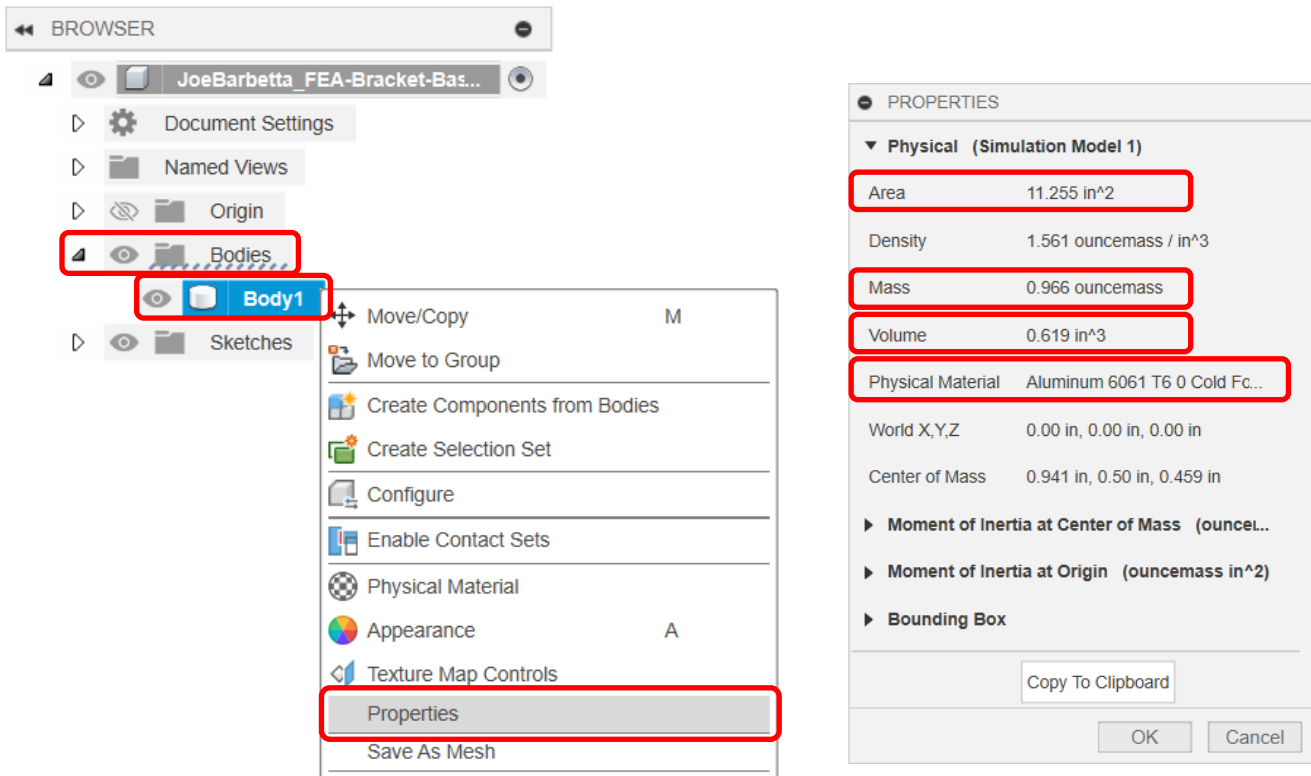 BROWSER
JoeBarbetta_FEA-Bracket-Bas...
Document Settings
Named Views
Origin
Bodies
Body1
Sketches
Move/Copy M
Move to Group
Create Components from Bodies
Create Selection Set
Configure
Enable Contact Sets
Physical Material
Appearance A
Texture Map Controls
Properties
Save As Mesh
PROPERTIES
Physical (Simulation Model 1)
Area 11.255 in^2
Density 1.561 ouncemass / in^3
Mass 0.966 ouncemass
Volume 0.619 in^3
Physical Material Aluminum 6061 T6 0 Cold Fo...
World X,Y,Z 0.00 in, 0.00 in, 0.00 in
Center of Mass 0.941 in, 0.50 in, 0.459 in
Moment of Inertia at Center of Mass (ouncei...
Moment of Inertia at Origin (ouncemass in^2)
Bounding Box
Copy To Clipboard
OK Cancel